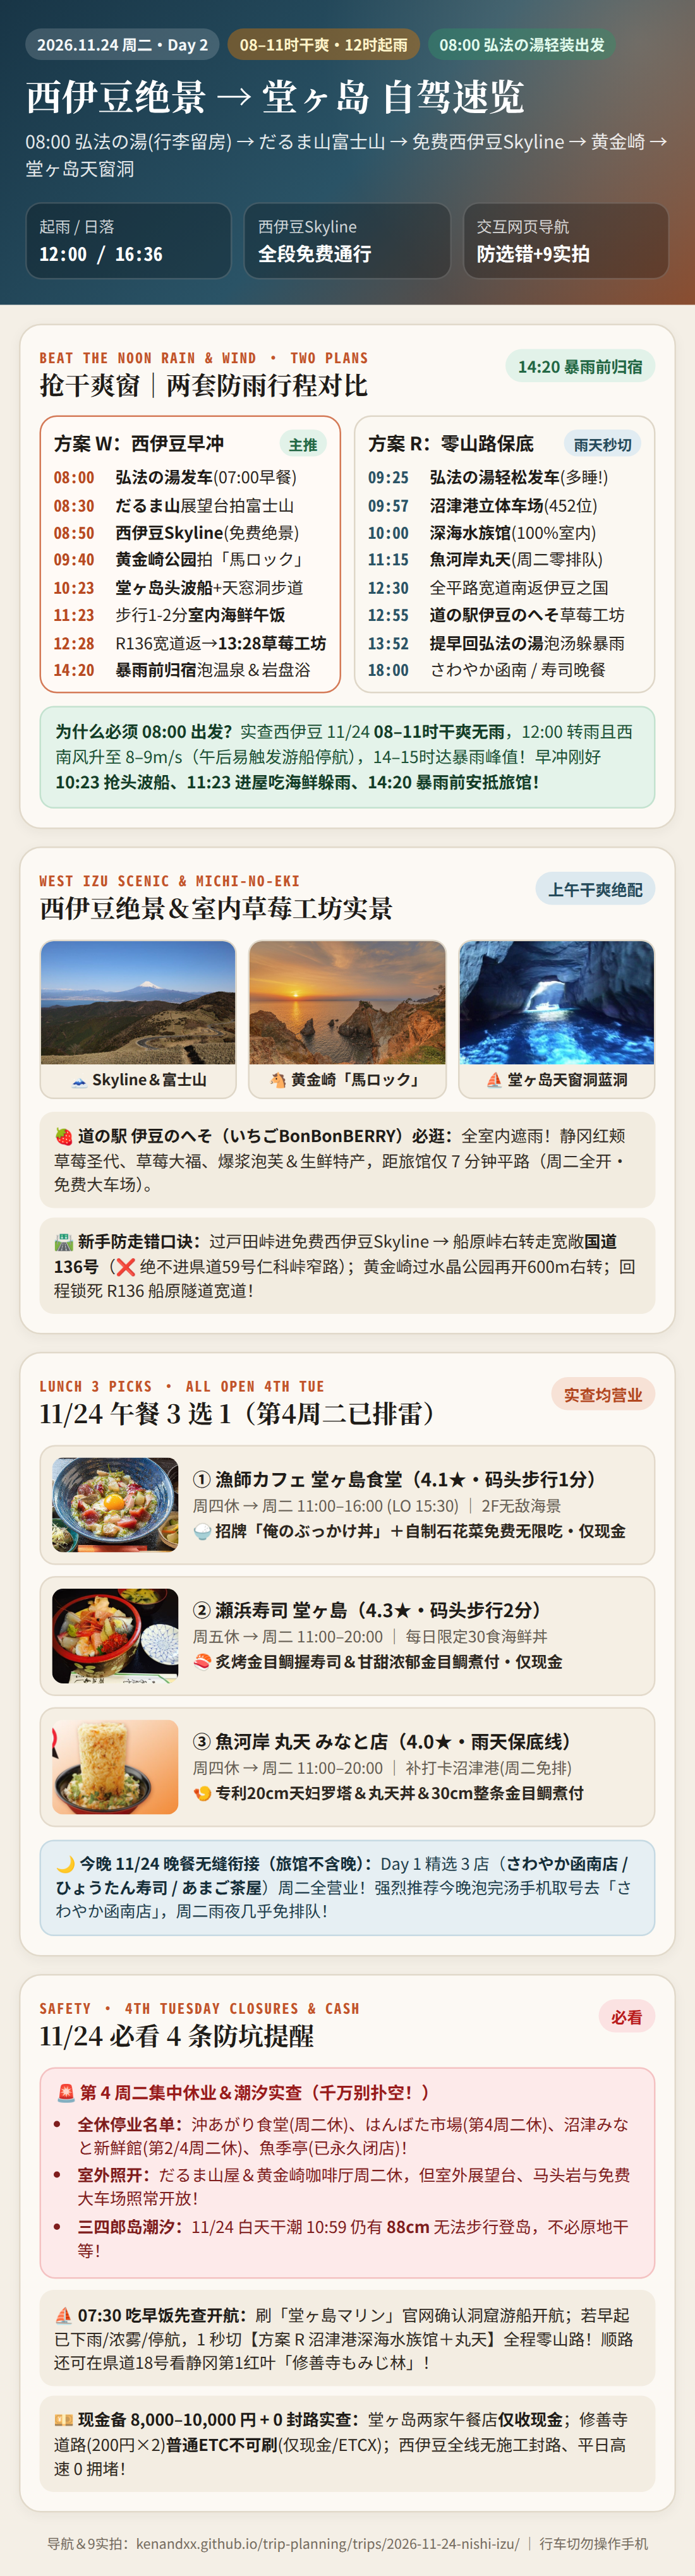 2026.11.24 周二・Day 2
08–11时干爽・12时起雨
08:00 弘法の湯轻装出发
西伊豆绝景 → 堂ヶ岛 自驾速览
08:00 弘法の湯(行李留房) → だるま山富士山 → 免费西伊豆Skyline → 黄金崎 →
堂ヶ岛天窗洞
起雨 / 日落
12:00 / 16:36
西伊豆Skyline
全段免费通行
交互网页导航
防选错+9实拍
BEAT THE NOON RAIN & WIND • TWO PLANS
抢干爽窗｜两套防雨行程对比
14:20 暴雨前归宿
方案 W：西伊豆早冲
主推
08:00 弘法の湯发车(07:00早餐)
08:30 だるま山展望台拍富士山
08:50 西伊豆Skyline(免费绝景)
09:40 黄金崎公园拍「馬ロック」
10:23 堂ヶ岛头波船+天窓洞步道
11:23 步行1-2分室内海鲜午饭
12:28 R136宽道返→13:28草莓工坊
14:20 暴雨前归宿泡温泉＆岩盘浴
方案 R：零山路保底
雨天秒切
09:25 弘法の湯轻松发车(多睡!)
09:57 沼津港立体车场(452位)
10:00 深海水族馆(100%室内)
11:15 魚河岸丸天(周二零排队)
12:30 全平路宽道南返伊豆之国
12:55 道の駅伊豆のへそ草莓工坊
13:52 提早回弘法の湯泡汤躲暴雨
18:00 さわやか函南 / 寿司晚餐
为什么必须 08:00 出发？实查西伊豆 11/24 08–11时干爽无雨，12:00 转雨且西
南风升至 8–9m/s（午后易触发游船停航），14–15时达暴雨峰值！早冲刚好
10:23 抢头波船、11:23 进屋吃海鲜躲雨、14:20 暴雨前安抵旅馆！
WEST IZU SCENIC & MICHI-NO-EKI
西伊豆绝景＆室内草莓工坊实景
上午干爽绝配
🗻 Skyline＆富士山
🐴 黄金崎「馬ロック」
⛵ 堂ヶ岛天窗洞蓝洞
🍓 道の駅 伊豆のへそ（いちごBonBonBERRY）必逛：全室内遮雨！静冈红颊
草莓圣代、草莓大福、爆浆泡芙＆生鲜特产，距旅馆仅 7 分钟平路（周二全开・
免费大车场）。
🛣️ 新手防走错口诀：过戸田峠进免费西伊豆Skyline → 船原峠右转走宽敞国道
136号（❌ 绝不进県道59号仁科峠窄路）；黄金崎过水晶公园再开600m右转；回
程锁死 R136 船原隧道宽道！
LUNCH 3 PICKS • ALL OPEN 4TH TUE
11/24 午餐 3 选 1（第4周二已排雷）
实查均营业
① 漁師カフェ 堂ヶ島食堂（4.1★・码头步行1分）
周四休 → 周二 11:00–16:00 (LO 15:30) ｜ 2F无敌海景
🍚 招牌「俺のぶっかけ丼」＋自制石花菜免费无限吃・仅现金
② 瀬浜寿司 堂ヶ島（4.3★・码头步行2分）
周五休 → 周二 11:00–20:00 ｜ 每日限定30食海鲜丼
🍣 炙烤金目鯛握寿司＆甘甜浓郁金目鯛煮付・仅现金
③ 魚河岸 丸天 みなと店（4.0★・雨天保底线）
周四休 → 周二 11:00–20:00 ｜ 补打卡沼津港(周二免排)
🍤 专利20cm天妇罗塔＆丸天丼＆30cm整条金目鯛煮付
🌙 今晚 11/24 晚餐无缝衔接（旅馆不含晚）：Day 1 精选 3 店（さわやか函南店 /
ひょうたん寿司 / あまご茶屋）周二全营业！强烈推荐今晚泡完汤手机取号去「さ
わやか函南店」，周二雨夜几乎免排队！
SAFETY • 4TH TUESDAY CLOSURES & CASH
11/24 必看 4 条防坑提醒
必看
🚨 第 4 周二集中休业＆潮汐实查（千万别扑空！）
• 全休停业名单：沖あがり食堂(周二休)、はんばた市場(第4周二休)、沼津みな
と新鮮館(第2/4周二休)、魚季亭(已永久闭店)！
• 室外照开：だるま山屋＆黄金崎咖啡厅周二休，但室外展望台、马头岩与免费
大车场照常开放！
• 三四郎岛潮汐：11/24 白天干潮 10:59 仍有 88cm 无法步行登岛，不必原地干
等！
⛵ 07:30 吃早饭先查开航：刷「堂ヶ島マリン」官网确认洞窟游船开航；若早起
已下雨/浓雾/停航，1 秒切【方案 R 沼津港深海水族馆＋丸天】全程零山路！顺路
还可在県道18号看静冈第1红叶「修善寺もみじ林」！
💴 现金备 8,000–10,000 円 + 0 封路实查：堂ヶ岛两家午餐店仅收现金；修善寺
道路(200円×2)普通ETC不可刷(仅现金/ETCX)；西伊豆全线无施工封路、平日高
速 0 拥堵！
导航＆9实拍：kenandxx.github.io/trip-planning/trips/2026-11-24-nishi-izu/ ｜ 行车切勿操作手机